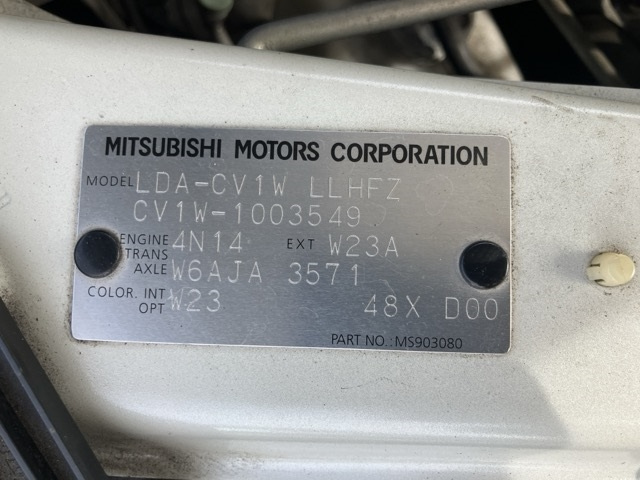 MITSUBISHI MOTORS CORPORATION
MODEL LDA-CV1W LLHFZ
CV1W-1003549
ENGINE 4N14 EXT W23A
TRANS
AXLE W6AJA 3571
COLOR. INT W23 48X D00
OPT
PART NO.: MS903080